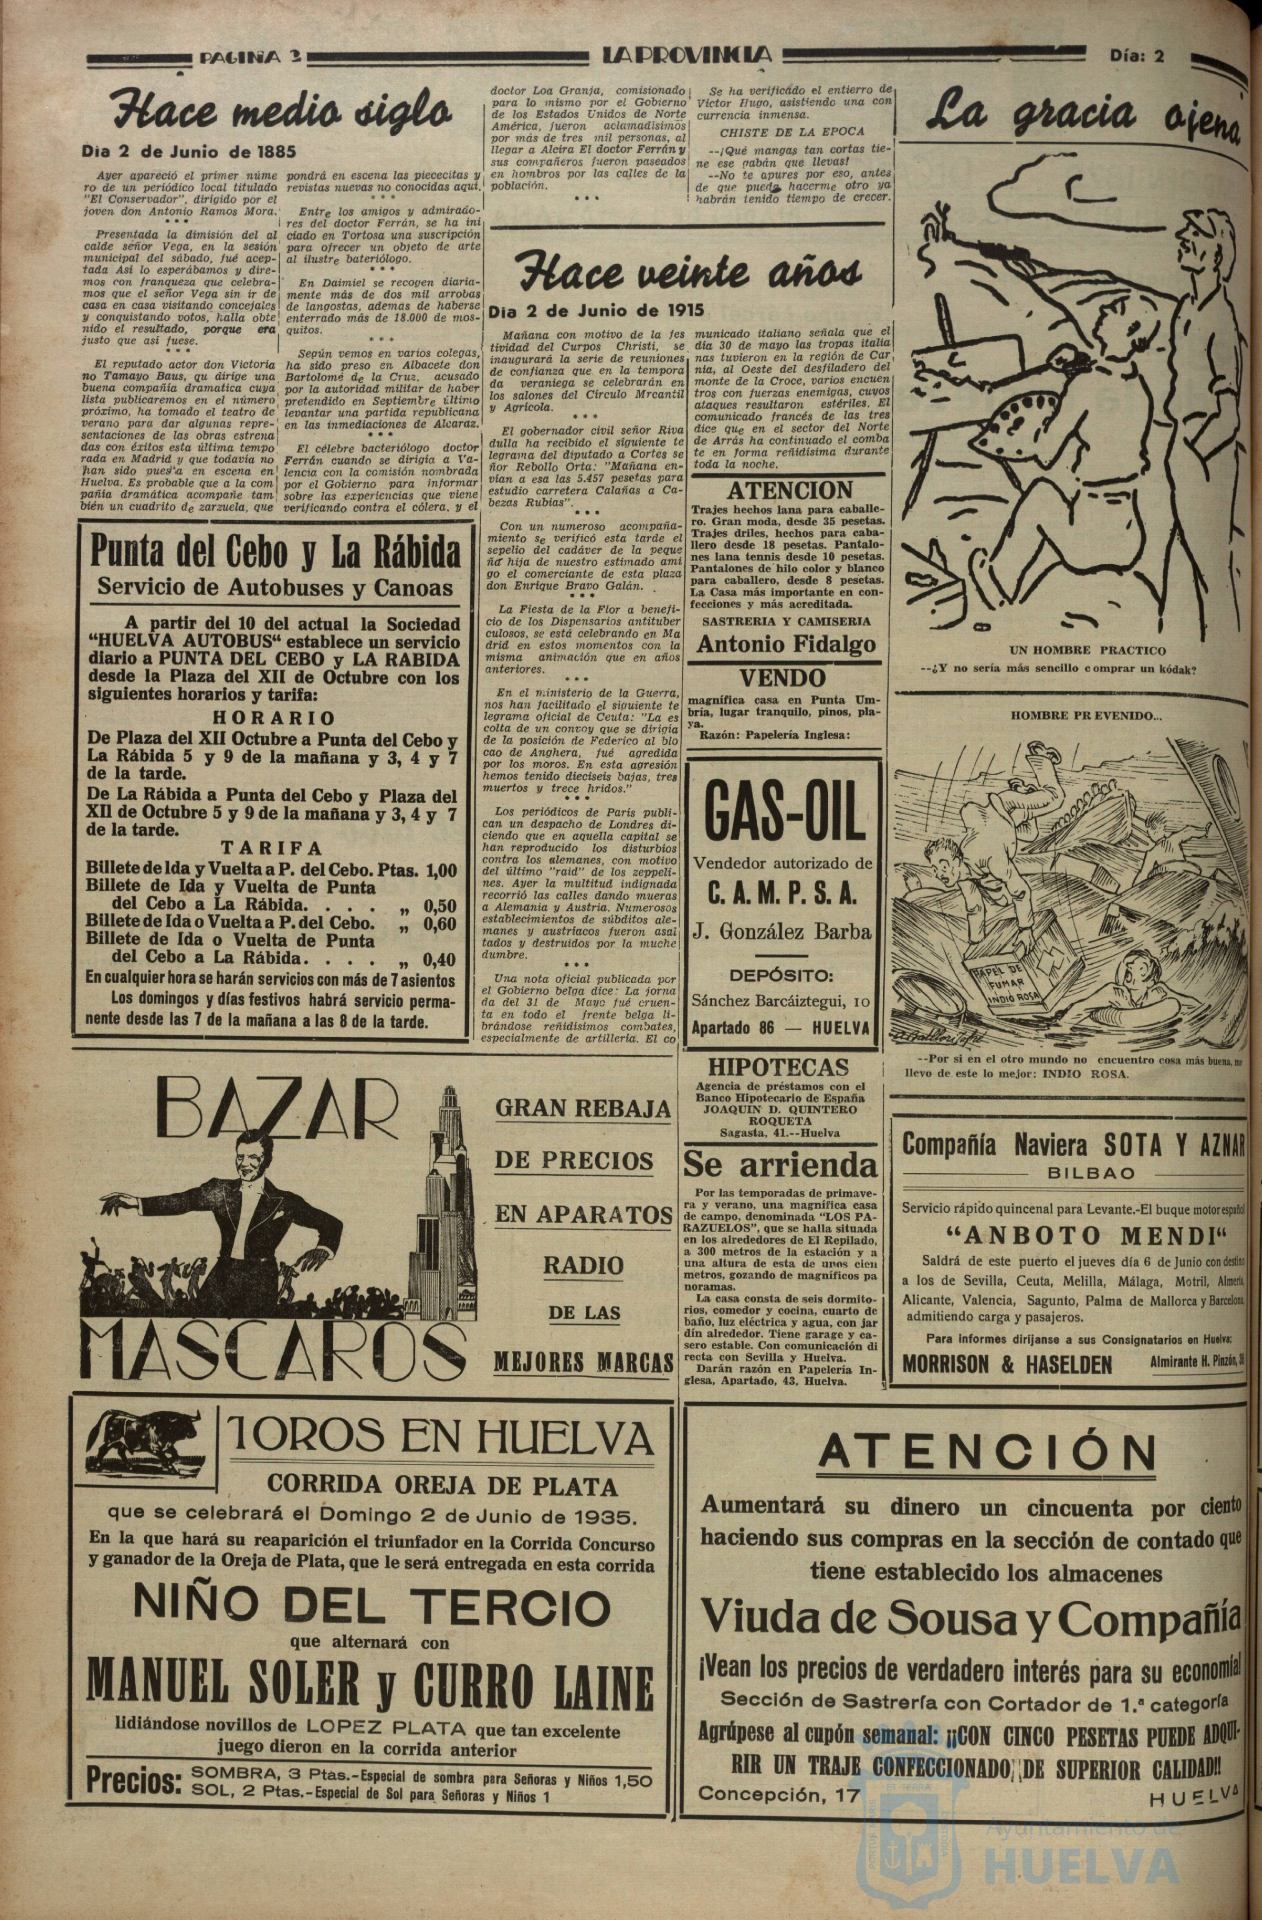 PAGINA 2
LA PROVINCIA
Día: 2
Hace medio siglo
Dia 2 de Junio de 1885
Ayer apareció el primer núme
ro de un periódico local titulado
"El Conservador", dirigido por el
joven don Antonio Ramos Mora.
* * *
Presentada la dimisión del al
calde señor Vega, en la sesión
municipal del sábado, fué acep-
tada Asi lo esperábamos y dire-
mos con franqueza que celebra-
mos que el señor Vega sin ir de
casa en casa visitando concejales
y conquistando votos, halla obte
nido el resultado, porque era
justo que asi fuese.
* * *
El reputado actor don Victoria
no Tamayo Baus, qu dirige una
buena compañia dramatica cuya
lista publicaremos en el número
próximo, ha tomado el teatro de
verano para dar algunas repre-
sentaciones de las obras estrena
das con éxitos esta última tempo
rada en Madrid y que todavia no
han sido puesta en escena en
Huelva. Es probable que a la com
pañia dramática acompañe tam
bién un cuadrito de zarzuela, que
pondrá en escena las piececitas y
revistas nuevas no conocidas aqui.
* * *
Entre los amigos y admirado-
res del doctor Ferrán, se ha ini
ciado en Tortosa una suscripción
para ofrecer un objeto de arte
al ilustre bateriólogo.
* * *
En Daimiel se recogen diaria-
mente más de dos mil arrobas
de langostas, ademas de haberse
enterrado más de 18.000 de mos-
quitos.
* * *
Según vemos en varios colegas,
ha sido preso en Albacete don
Bartolomé de la Cruz, acusado
por la autoridad militar de haber
pretendido en Septiembre último
levantar una partida republicana
en las inmediaciones de Alcaraz.
* * *
El célebre bacteriólogo doctor
Ferrán cuando se dirigia a Va-
lencia con la comisión nombrada
por el Gobierno para informar
sobre las experiencias que viene
verificando contra el cólera, y el
doctor Loa Granja, comisionado
para lo mismo por el Gobierno
de los Estados Unidos de Norte
América, fueron aclamadisimos
por más de tres mil personas, al
llegar a Alcira El doctor Ferrán y
sus compañeros fueron paseados
en hombros por las calles de la
población.
* * *
Se ha verificado el entierro de
Victor Hugo, asistiendo una con
currencia inmensa.
CHISTE DE LA EPOCA
--¡Qué mangas tan cortas tie-
ne ese gabán que llevas!
--No te apures por eso, antes
de que pueda hacerme otro ya
habrán tenido tiempo de crecer.
Hace veinte años
Dia 2 de Junio de 1915
Mañana con motivo de la fes
tividad del Curpos Christi, se
inaugurará la serie de reuniones
de confianza que en la tempora
da veraniega se celebrarán en
los salones del Circulo Mrcantil
y Agricola.
* * *
El gobernador civil señor Riva
dulla ha recibido el siguiente te
legrama del diputado a Cortes se
ñor Rebollo Orta: "Mañana en-
vian a esa las 5.457 pesetas para
estudio carretera Calañas a Ca-
bezas Rubias".
* * *
Con un numeroso acompaña-
miento se verificó esta tarde el
sepelio del cadáver de la peque
ña hija de nuestro estimado ami
go el comerciante de esta plaza
don Enrique Bravo Galán.
* * *
La Fiesta de la Flor a benefi-
cio de los Dispensarios antituber
culosos, se está celebrando en Ma
drid en estos momentos con la
misma animación que en años
anteriores.
* * *
En el ministerio de la Guerra,
nos han facilitado el siguiente te
legrama oficial de Ceuta: "La es
colta de un convoy que se dirigia
de la posición de Federico al blo
cao de Anghera, fué agredida
por los moros. En esta agresión
hemos tenido dieciseis bajas, tres
muertos y trece hridos."
* * *
Los periódicos de Paris publi-
can un despacho de Londres di-
ciendo que en aquella capital se
han reproducido los disturbios
contra los alemanes, con motivo
del último "raid" de los zeppeli-
nes. Ayer la multitud indignada
recorrió las calles dando mueras
a Alemania y Austria. Numerosos
establecimientos de súbditos ale-
manes y austriacos fueron asal
tados y destruidos por la muche
dumbre.
* * *
Una nota oficial publicada por
el Gobierno belga dice: La jorna
da del 31 de Mayo fué cruen-
ta en todo el frente belga li-
brándose reñidisimos combates,
especialmente de artilleria. El co
municado italiano señala que el
dia 30 de mayo las tropas italia
nas tuvieron en la región de Car
nia, al Oeste del desfiladero del
monte de la Croce, varios encuen
tros con fuerzas enemigas, cuyos
ataques resultaron estériles. El
comunicado francés de las tres
dice que en el sector del Norte
de Arrás ha continuado el comba
te en forma reñidisima durante
toda la noche.
ATENCION
Trajes hechos lana para caballe-
ro. Gran moda, desde 35 pesetas.
Trajes driles, hechos para caba-
llero desde 18 pesetas. Pantalo-
nes lana tennis desde 10 pesetas.
Pantalones de hilo color y blanco
para caballero, desde 8 pesetas.
La Casa más importante en con-
fecciones y más acreditada.
SASTRERIA Y CAMISERIA
Antonio Fidalgo
VENDO
magnífica casa en Punta Um-
bría, lugar tranquilo, pinos, pla-
ya.
Razón: Papelería Inglesa:
GAS-OIL
Vendedor autorizado de
C. A. M. P. S. A.
J. González Barba
DEPÓSITO:
Sánchez Barcáiztegui, 10
Apartado 86 — HUELVA
HIPOTECAS
Agencia de préstamos con el
Banco Hipotecario de España
JOAQUIN D. QUINTERO
ROQUETA
Sagasta, 41.--Huelva
Se arrienda
Por las temporadas de primave-
ra y verano, una magnífica casa
de campo, denominada "LOS PA-
RAZUELOS", que se halla situada
en los alrededores de El Repilado,
a 300 metros de la estación y a
una altura de esta de unos cien
metros, gozando de magníficos pa
noramas.
La casa consta de seis dormito-
rios, comedor y cocina, cuarto de
baño, luz eléctrica y agua, con jar
dín alrededor. Tiene garage y ca-
sero estable. Con comunicación di
recta con Sevilla y Huelva.
Darán razón en Papelería In-
glesa, Apartado, 43, Huelva.
La gracia ajena
UN HOMBRE PRACTICO
--¿Y no sería más sencillo comprar un kódak?
HOMBRE PREVENIDO...
PAPEL DE
FUMAR
INDIO ROSA
--Por si en el otro mundo no encuentro cosa más buena, me
llevo de este lo mejor: INDIO ROSA.
Compañía Naviera SOTA Y AZNAR
BILBAO
Servicio rápido quincenal para Levante.-El buque motor español
"ANBOTO MENDI"
Saldrá de este puerto el jueves día 6 de Junio con destino
a los de Sevilla, Ceuta, Melilla, Málaga, Motril, Almería,
Alicante, Valencia, Sagunto, Palma de Mallorca y Barcelona,
admitiendo carga y pasajeros.
Para informes diríjanse a sus Consignatarios en Huelva:
MORRISON & HASELDEN
Almirante H. Pinzón,
Punta del Cebo y La Rábida
Servicio de Autobuses y Canoas
A partir del 10 del actual la Sociedad
"HUELVA AUTOBUS" establece un servicio
diario a PUNTA DEL CEBO y LA RABIDA
desde la Plaza del XII de Octubre con los
siguientes horarios y tarifa:
HORARIO
De Plaza del XII Octubre a Punta del Cebo y
La Rábida 5 y 9 de la mañana y 3, 4 y 7
de la tarde.
De La Rábida a Punta del Cebo y Plaza del
XII de Octubre 5 y 9 de la mañana y 3, 4 y 7
de la tarde.
TARIFA
Billete de Ida y Vuelta a P. del Cebo. Ptas. 1,00
Billete de Ida y Vuelta de Punta
del Cebo a La Rábida. . . . „ 0,50
Billete de Ida o Vuelta a P. del Cebo. „ 0,60
Billete de Ida o Vuelta de Punta
del Cebo a La Rábida. . . . „ 0,40
En cualquier hora se harán servicios con más de 7 asientos
Los domingos y días festivos habrá servicio perma-
nente desde las 7 de la mañana a las 8 de la tarde.
BAZAR
MASCAROS
GRAN REBAJA
DE PRECIOS
EN APARATOS
RADIO
DE LAS
MEJORES MARCAS
TOROS EN HUELVA
CORRIDA OREJA DE PLATA
que se celebrará el Domingo 2 de Junio de 1935.
En la que hará su reaparición el triunfador en la Corrida Concurso
y ganador de la Oreja de Plata, que le será entregada en esta corrida
NIÑO DEL TERCIO
que alternará con
MANUEL SOLER y CURRO LAINE
lidiándose novillos de LOPEZ PLATA que tan excelente
juego dieron en la corrida anterior
Precios: SOMBRA, 3 Ptas.-Especial de sombra para Señoras y Niños 1,50
SOL, 2 Ptas.-Especial de Sol para Señoras y Niños 1
ATENCIÓN
Aumentará su dinero un cincuenta por ciento
haciendo sus compras en la sección de contado que
tiene establecido los almacenes
Viuda de Sousa y Compañía
¡Vean los precios de verdadero interés para su economía!
Sección de Sastrería con Cortador de 1.ª categoría
Agrúpese al cupón semanal: ¡¡CON CINCO PESETAS PUEDE ADQUI-
RIR UN TRAJE CONFECCIONADO, DE SUPERIOR CALIDAD!!
Concepción, 17
HUELVA
Ayuntamiento de
HUELVA